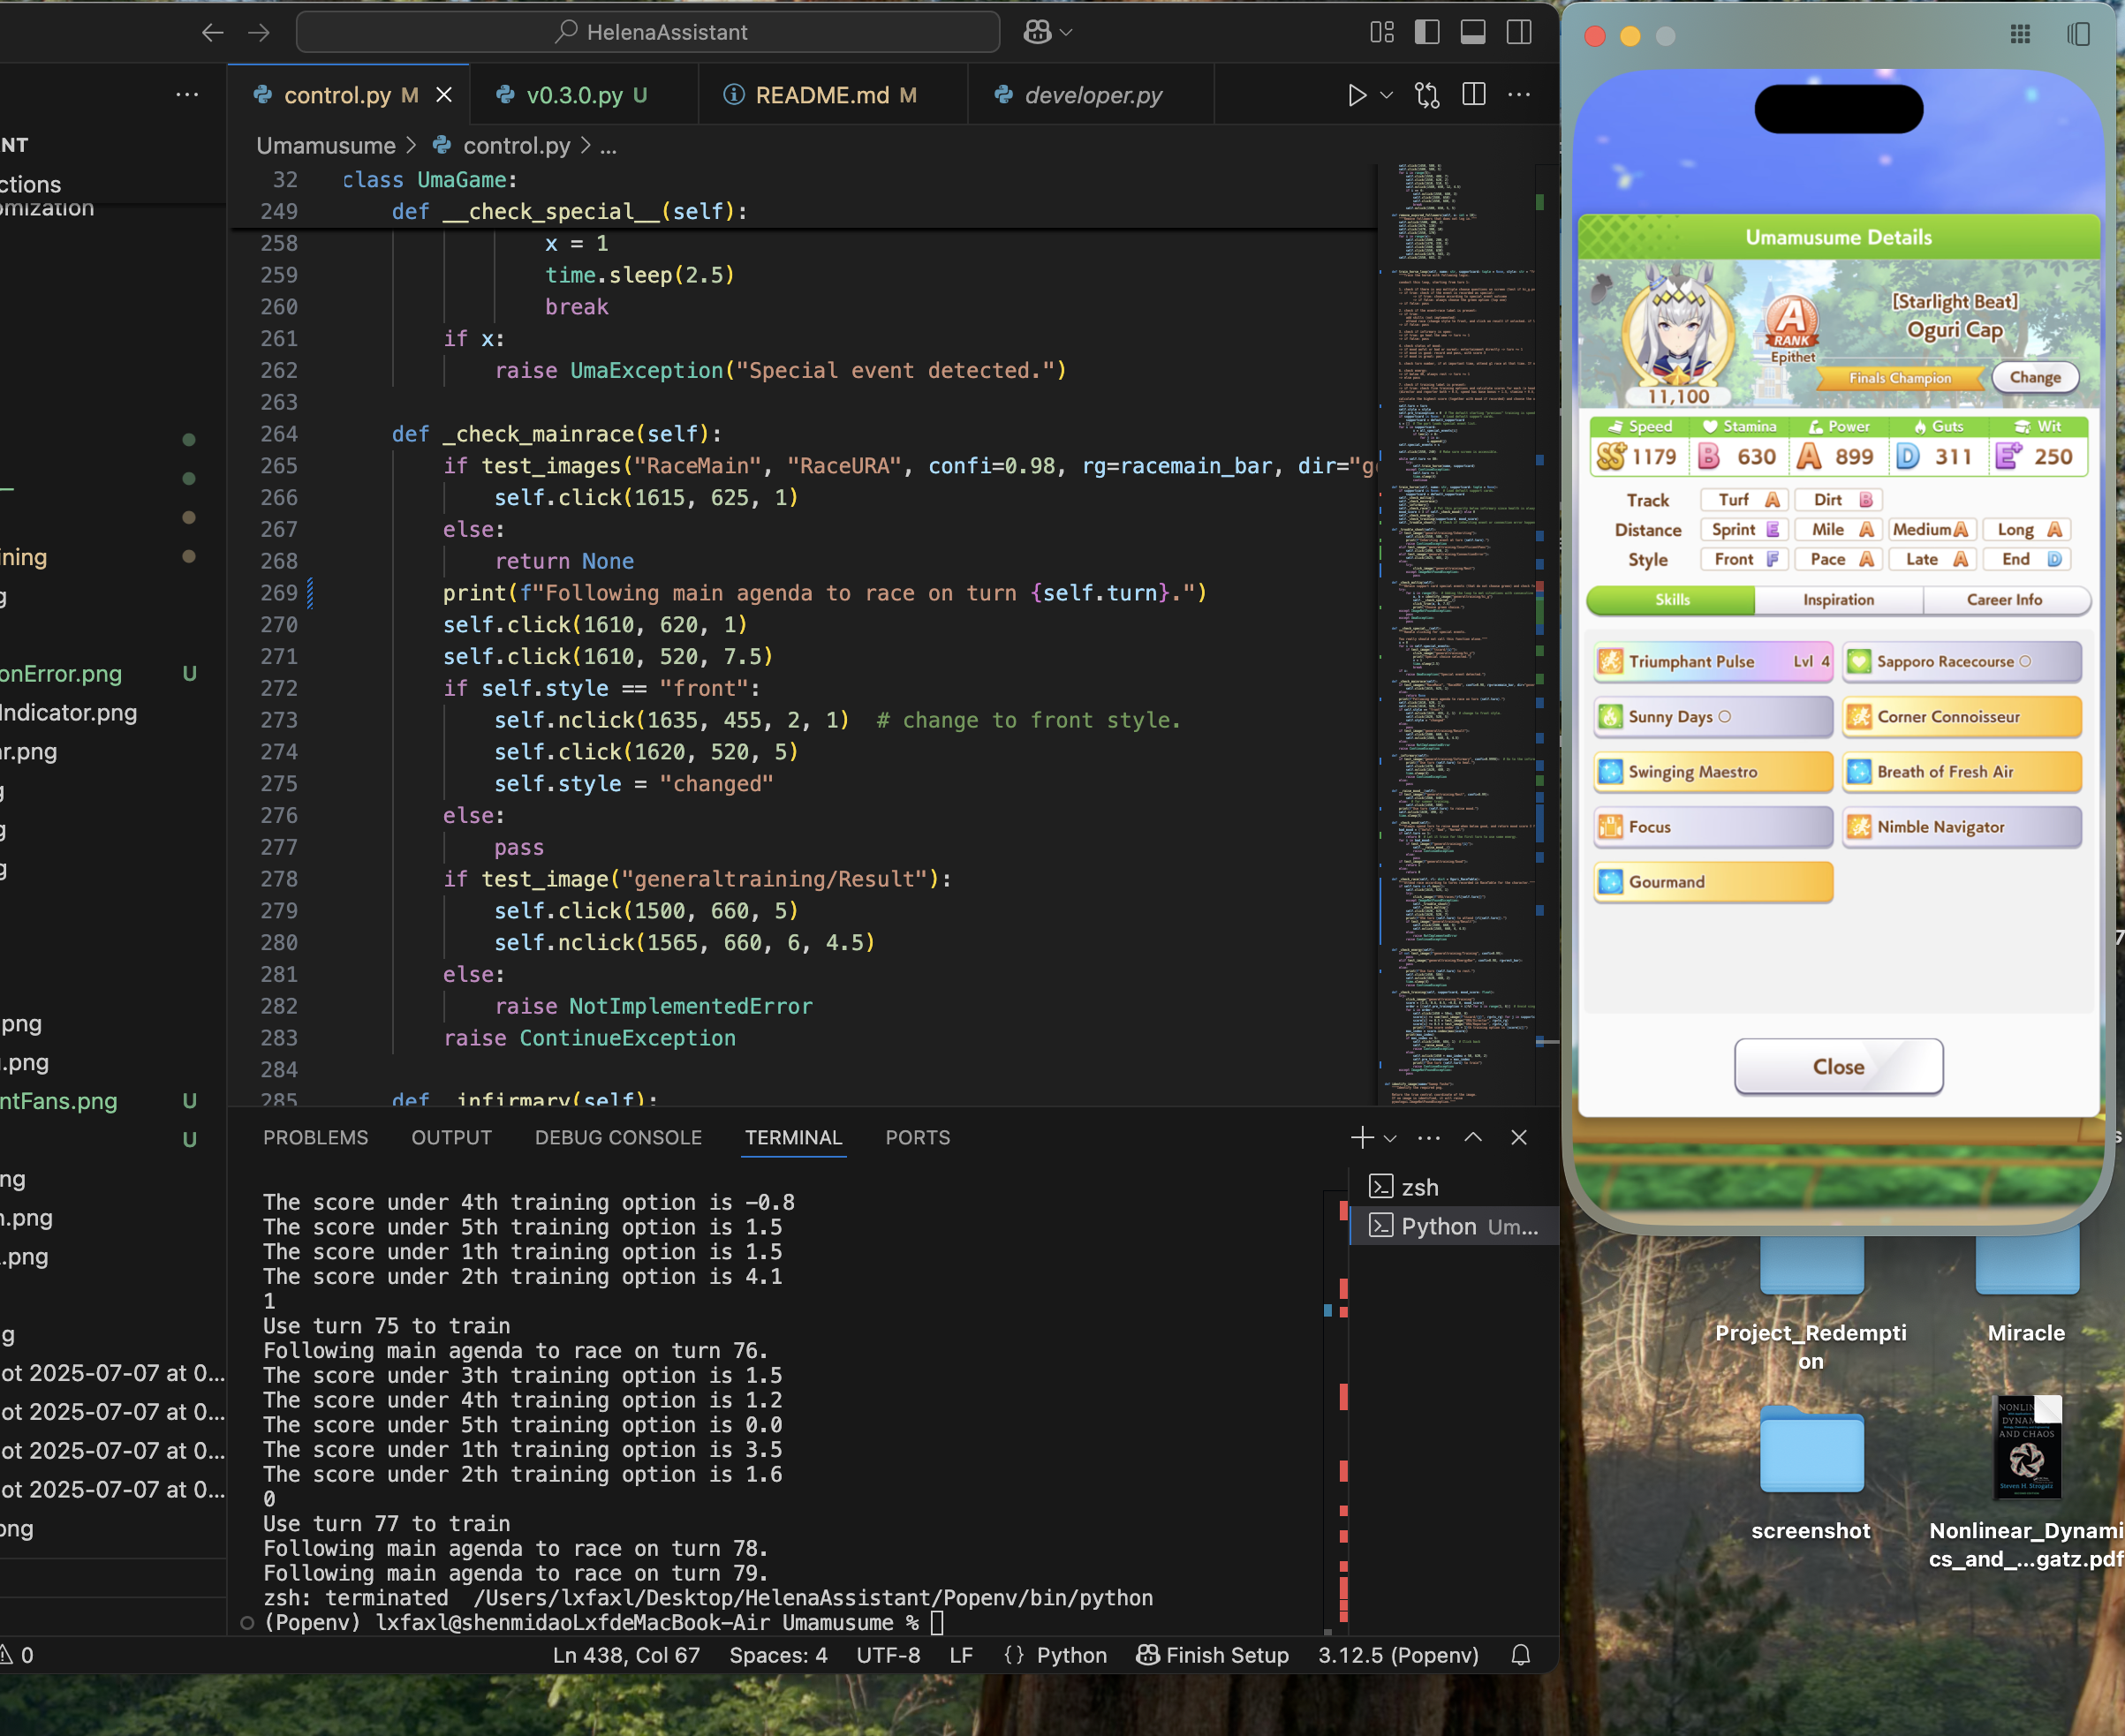 HelenaAssistant
control.py M
v0.3.0.py U
README.md M
developer.py
Umamusume > control.py > ...
NT
ctions
omization
ining
g
onError.png U
Indicator.png
ar.png
g
g
g
png
.png
ntFans.png U
U
ng
n.png
.png
g
ot 2025-07-07 at 0...
ot 2025-07-07 at 0...
ot 2025-07-07 at 0...
ot 2025-07-07 at 0...
png
32 class UmaGame:
249 def __check_special__(self):
258 x = 1
259 time.sleep(2.5)
260 break
261 if x:
262 raise UmaException("Special event detected.")
263
264 def _check_mainrace(self):
265 if test_images("RaceMain", "RaceURA", confi=0.98, rg=racemain_bar, dir="g
266 self.click(1615, 625, 1)
267 else:
268 return None
269 print(f"Following main agenda to race on turn {self.turn}.")
270 self.click(1610, 620, 1)
271 self.click(1610, 520, 7.5)
272 if self.style == "front":
273 self.nclick(1635, 455, 2, 1) # change to front style.
274 self.click(1620, 520, 5)
275 self.style = "changed"
276 else:
277 pass
278 if test_image("generaltraining/Result"):
279 self.click(1500, 660, 5)
280 self.nclick(1565, 660, 6, 4.5)
281 else:
282 raise NotImplementedError
283 raise ContinueException
284
285 def _infirmary(self):
PROBLEMS OUTPUT DEBUG CONSOLE TERMINAL PORTS
The score under 4th training option is -0.8
The score under 5th training option is 1.5
The score under 1th training option is 1.5
The score under 2th training option is 4.1
1
Use turn 75 to train
Following main agenda to race on turn 76.
The score under 3th training option is 1.5
The score under 4th training option is 1.2
The score under 5th training option is 0.0
The score under 1th training option is 3.5
The score under 2th training option is 1.6
0
Use turn 77 to train
Following main agenda to race on turn 78.
Following main agenda to race on turn 79.
zsh: terminated /Users/lxfaxl/Desktop/HelenaAssistant/Popenv/bin/python
(Popenv) lxfaxl@shenmidaoLxfdeMacBook-Air Umamusume %
zsh
Python Um...
0
Ln 438, Col 67 Spaces: 4 UTF-8 LF {} Python Finish Setup 3.12.5 (Popenv)
Umamusume Details
A RANK
Epithet
[Starlight Beat]
Oguri Cap
Finals Champion
Change
11,100
Speed Stamina Power Guts Wit
SS+ 1179 B 630 A 899 D 311 E+ 250
Track Turf A Dirt B
Distance Sprint E Mile A Medium A Long A
Style Front F Pace A Late A End D
Skills Inspiration Career Info
Triumphant Pulse Lvl 4
Sapporo Racecourse ○
Sunny Days ○
Corner Connoisseur
Swinging Maestro
Breath of Fresh Air
Focus
Nimble Navigator
Gourmand
Close
Project_Redempti
on
Miracle
NONLIN
DYNAM
AND CHAOS
Steven H. Strogatz
screenshot
Nonlinear_Dynami
cs_and_...gatz.pdf